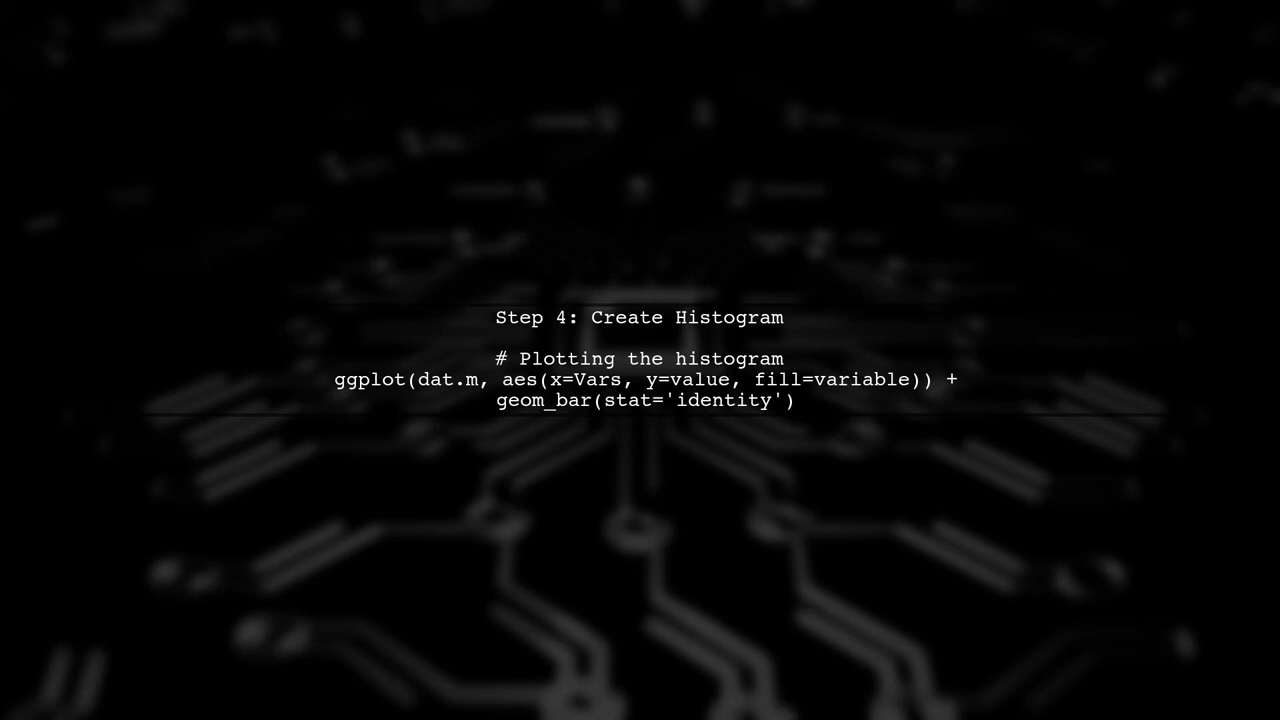 Step 4: Create Histogram
# Plotting the histogram
ggplot(dat.m, aes(x=Vars, y=value, fill=variable)) +
geom_bar(stat='identity')